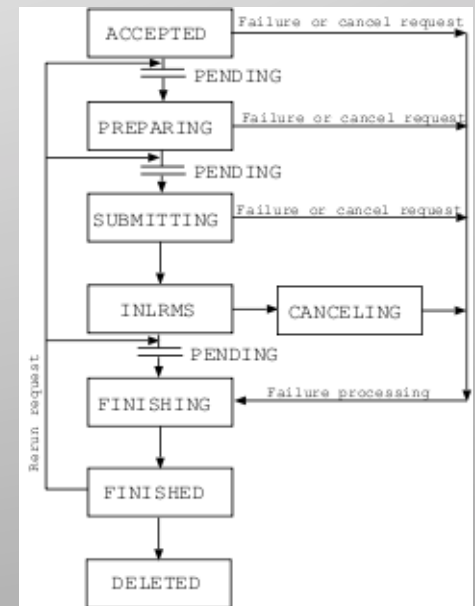 ACCEPTED
Failure or cancel request
PENDING
PREPARING
Failure or cancel request
PENDING
SUBMITTING
Failure or cancel request
INLRMS
CANCELING
PENDING
FINISHING
Failure processing
Rerun request
FINISHED
DELETED